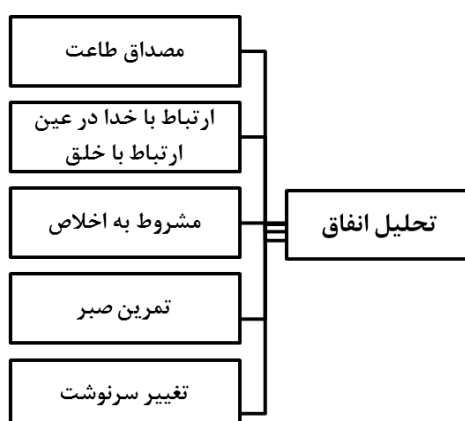 تحلیل انفاق
مصداق طاعت
ارتباط با خدا در عین
ارتباط با خلق
مشروط به اخلاص
تمرین صبر
تغییر سرنوشت